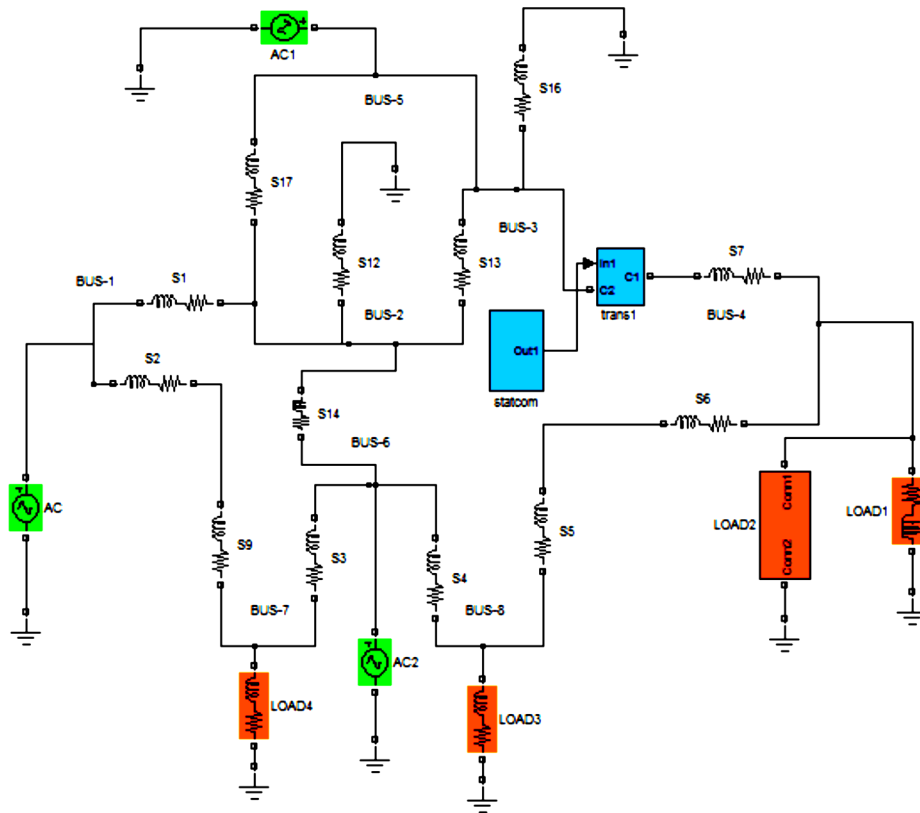 AC1
BUS-5
S16
S17
S12
S13
BUS-3
BUS-1
S1
In1
C1
C2
trans1
S7
BUS-4
BUS-2
S2
Out1
statcom
S14
BUS-6
S6
AC
S9
S3
S4
S5
LOAD2
Conn1
Conn2
LOAD1
BUS-7
BUS-8
AC2
LOAD4
LOAD3